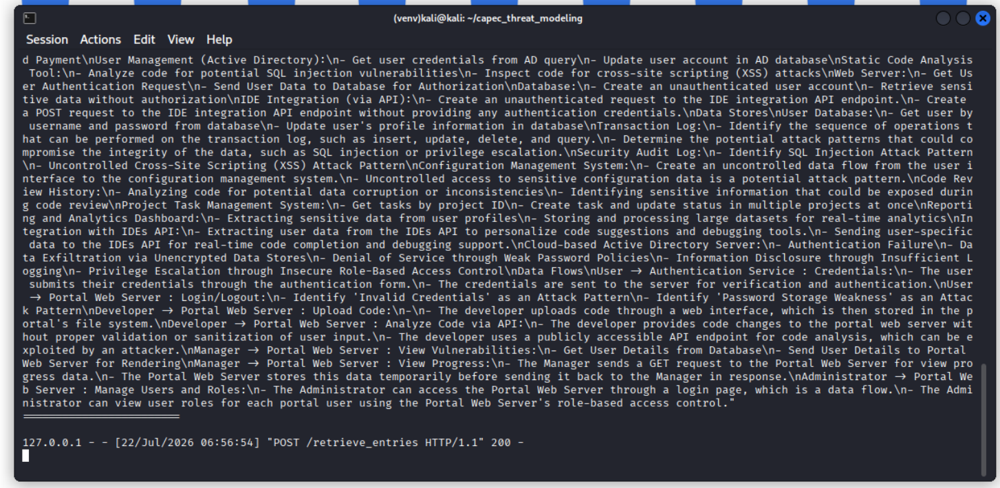 (venv)kali@kali: ~/capec_threat_modeling
Session Actions Edit View Help
d Payment\nUser Management (Active Directory):\n- Get user credentials from AD query\n- Update user account in AD database\nStatic Code Analysis
 Tool:\n- Analyze code for potential SQL injection vulnerabilities\n- Inspect code for cross-site scripting (XSS) attacks\nWeb Server:\n- Get Us
er Authentication Request\n- Send User Data to Database for Authorization\nDatabase:\n- Create an unauthenticated user account\n- Retrieve sensi
tive data without authorization\nIDE Integration (via API):\n- Create an unauthenticated request to the IDE integration API endpoint.\n- Create
a POST request to the IDE integration API endpoint without providing any authentication credentials.\nData Stores\nUser Database:\n- Get user by
 username and password from database\n- Update user's profile information in database\nTransaction Log:\n- Identify the sequence of operations t
hat can be performed on the transaction log, such as insert, update, delete, and query.\n- Determine the potential attack patterns that could co
mpromise the integrity of the data, such as SQL injection or privilege escalation.\nSecurity Audit Log:\n- Identify SQL Injection Attack Pattern
\n- Uncontrolled Cross-Site Scripting (XSS) Attack Pattern\nConfiguration Management System:\n- Create an uncontrolled data flow from the user i
nterface to the configuration management system.\n- Uncontrolled access to sensitive configuration data is a potential attack pattern.\nCode Rev
iew History:\n- Analyzing code for potential data corruption or inconsistencies\n- Identifying sensitive information that could be exposed durin
g code review\nProject Task Management System:\n- Get tasks by project ID\n- Create task and update status in multiple projects at once\nReporti
ng and Analytics Dashboard:\n- Extracting sensitive data from user profiles\n- Storing and processing large datasets for real-time analytics\nIn
tegration with IDEs API:\n- Extracting user data from the IDEs API to personalize code suggestions and debugging tools.\n- Sending user-specific
 data to the IDEs API for real-time code completion and debugging support.\nCloud-based Active Directory Server:\n- Authentication Failure\n- Da
ta Exfiltration via Unencrypted Data Stores\n- Denial of Service through Weak Password Policies\n- Information Disclosure through Insufficient L
ogging\n- Privilege Escalation through Insecure Role-Based Access Control\nData Flows\nUser → Authentication Service : Credentials:\n- The user
 submits their credentials through the authentication form.\n- The credentials are sent to the server for verification and authentication.\nUser
 → Portal Web Server : Login/Logout:\n- Identify 'Invalid Credentials' as an Attack Pattern\n- Identify 'Password Storage Weakness' as an Attac
k Pattern\nDeveloper → Portal Web Server : Upload Code:\n-\n- The developer uploads code through a web interface, which is then stored in the p
ortal's file system.\nDeveloper → Portal Web Server : Analyze Code via API:\n- The developer provides code changes to the portal web server wit
hout proper validation or sanitization of user input.\n- The developer uses a publicly accessible API endpoint for code analysis, which can be e
xploited by an attacker.\nManager → Portal Web Server : View Vulnerabilities:\n- Get User Details from Database\n- Send User Details to Portal
Web Server for Rendering\nManager → Portal Web Server : View Progress:\n- The Manager sends a GET request to the Portal Web Server for view pro
gress data.\n- The Portal Web Server stores this data temporarily before sending it back to the Manager in response.\nAdministrator → Portal We
b Server : Manage Users and Roles:\n- The Administrator can access the Portal Web Server through a login page, which is a data flow.\n- The Admi
nistrator can view user roles for each portal user using the Portal Web Server's role-based access control."
127.0.0.1 - - [22/Jul/2026 06:56:54] "POST /retrieve_entries HTTP/1.1" 200 -